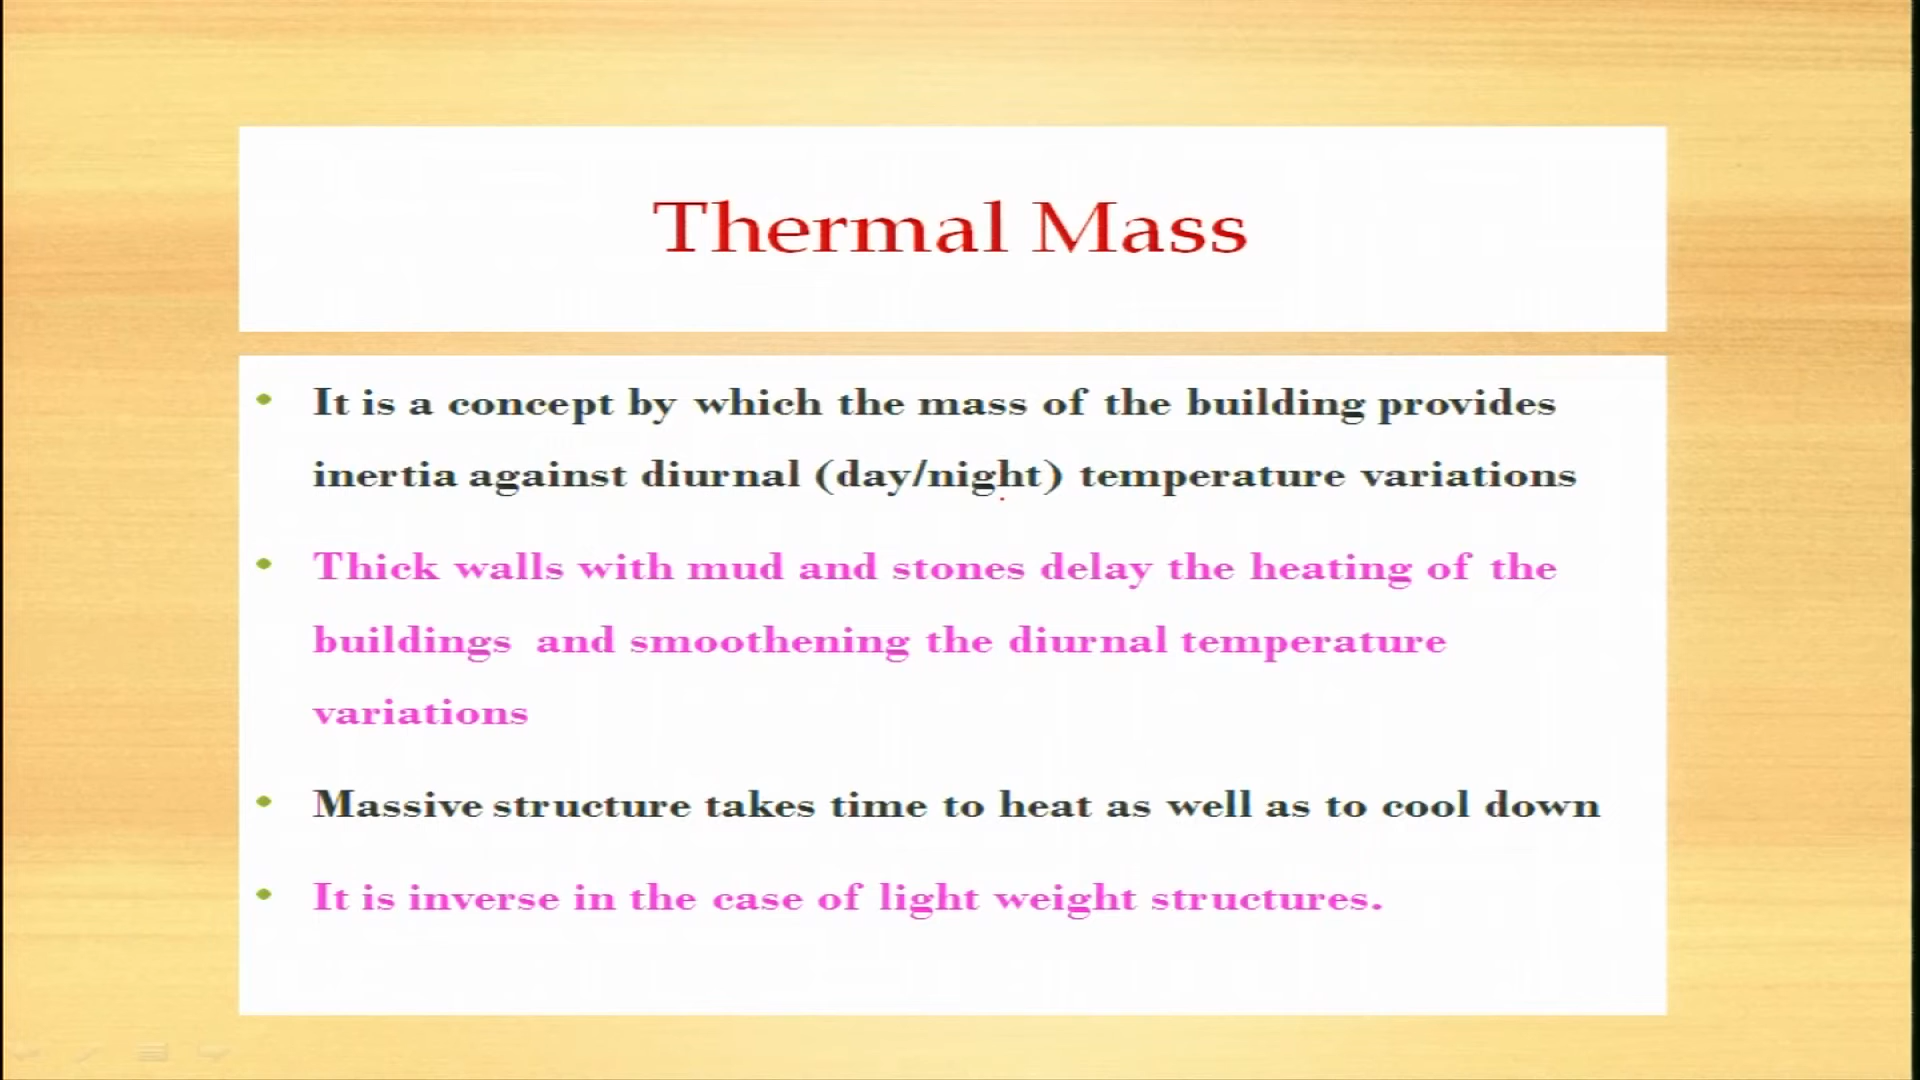 Thermal Mass
• It is a concept by which the mass of the building provides
inertia against diurnal (day/night) temperature variations
• Thick walls with mud and stones delay the heating of the
buildings and smoothening the diurnal temperature
variations
• Massive structure takes time to heat as well as to cool down
• It is inverse in the case of light weight structures.